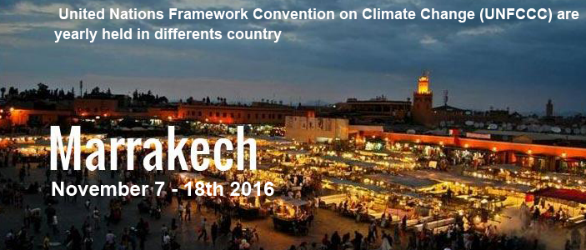 United Nations Framework Convention on Climate Change (UNFCCC) are
yearly held in differents country
Marrakech
November 7 - 18th 2016